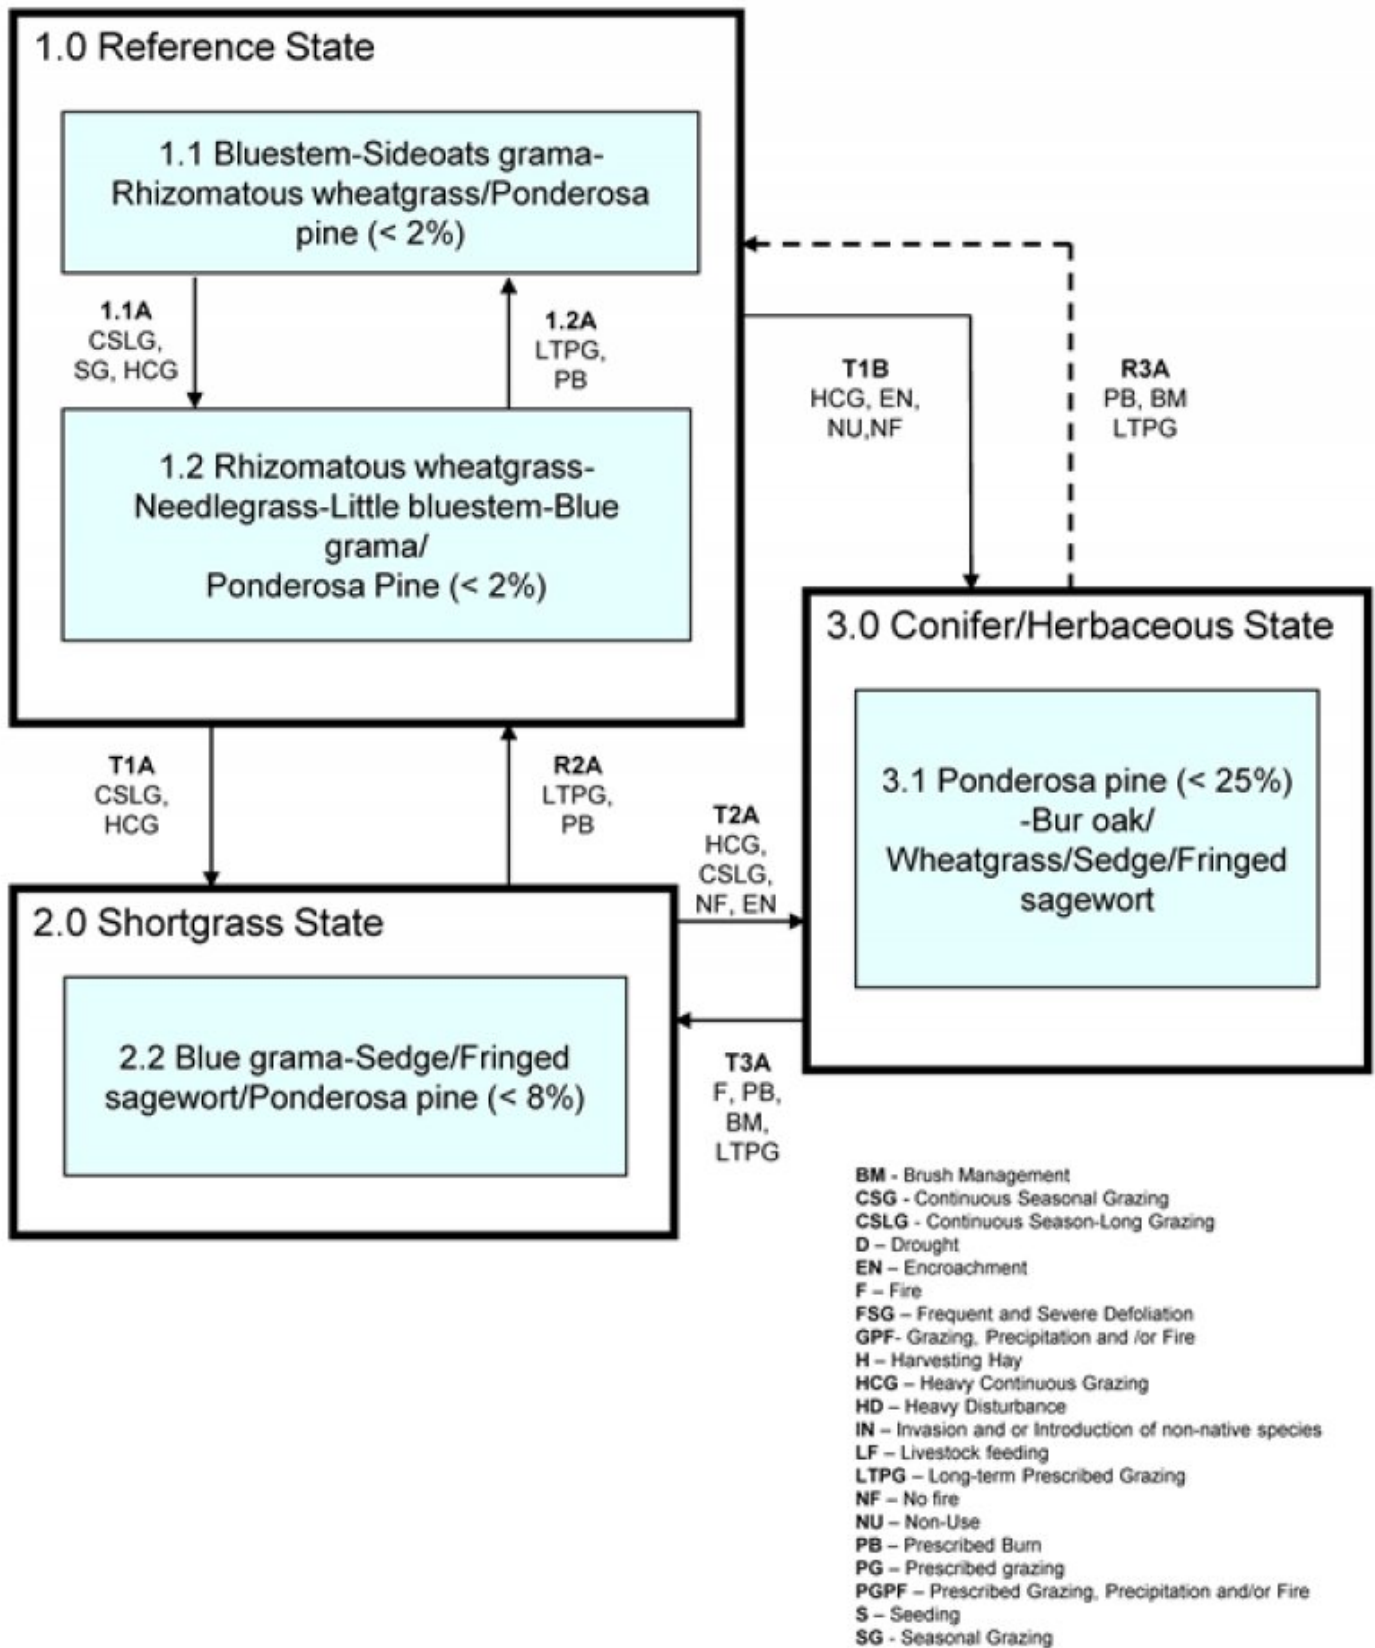 1.0 Reference State
1.1 Bluestem-Sideoats grama-
Rhizomatous wheatgrass/Ponderosa
pine (< 2%)
1.1A
CSLG,
SG, HCG
1.2A
LTPG,
PB
1.2 Rhizomatous wheatgrass-
Needlegrass-Little bluestem-Blue
grama/
Ponderosa Pine (< 2%)
T1B
HCG, EN,
NU,NF
R3A
PB, BM
LTPG
3.0 Conifer/Herbaceous State
3.1 Ponderosa pine (< 25%)
-Bur oak/
Wheatgrass/Sedge/Fringed
sagewort
T1A
CSLG,
HCG
R2A
LTPG,
PB
T2A
HCG,
CSLG,
NF, EN
2.0 Shortgrass State
2.2 Blue grama-Sedge/Fringed
sagewort/Ponderosa pine (< 8%)
T3A
F, PB,
BM,
LTPG
BM - Brush Management
CSG - Continuous Seasonal Grazing
CSLG - Continuous Season-Long Grazing
D – Drought
EN – Encroachment
F – Fire
FSG – Frequent and Severe Defoliation
GPF- Grazing, Precipitation and /or Fire
H – Harvesting Hay
HCG – Heavy Continuous Grazing
HD – Heavy Disturbance
IN – Invasion and or Introduction of non-native species
LF – Livestock feeding
LTPG – Long-term Prescribed Grazing
NF – No fire
NU – Non-Use
PB – Prescribed Burn
PG – Prescribed grazing
PGPF – Prescribed Grazing, Precipitation and/or Fire
S – Seeding
SG - Seasonal Grazing